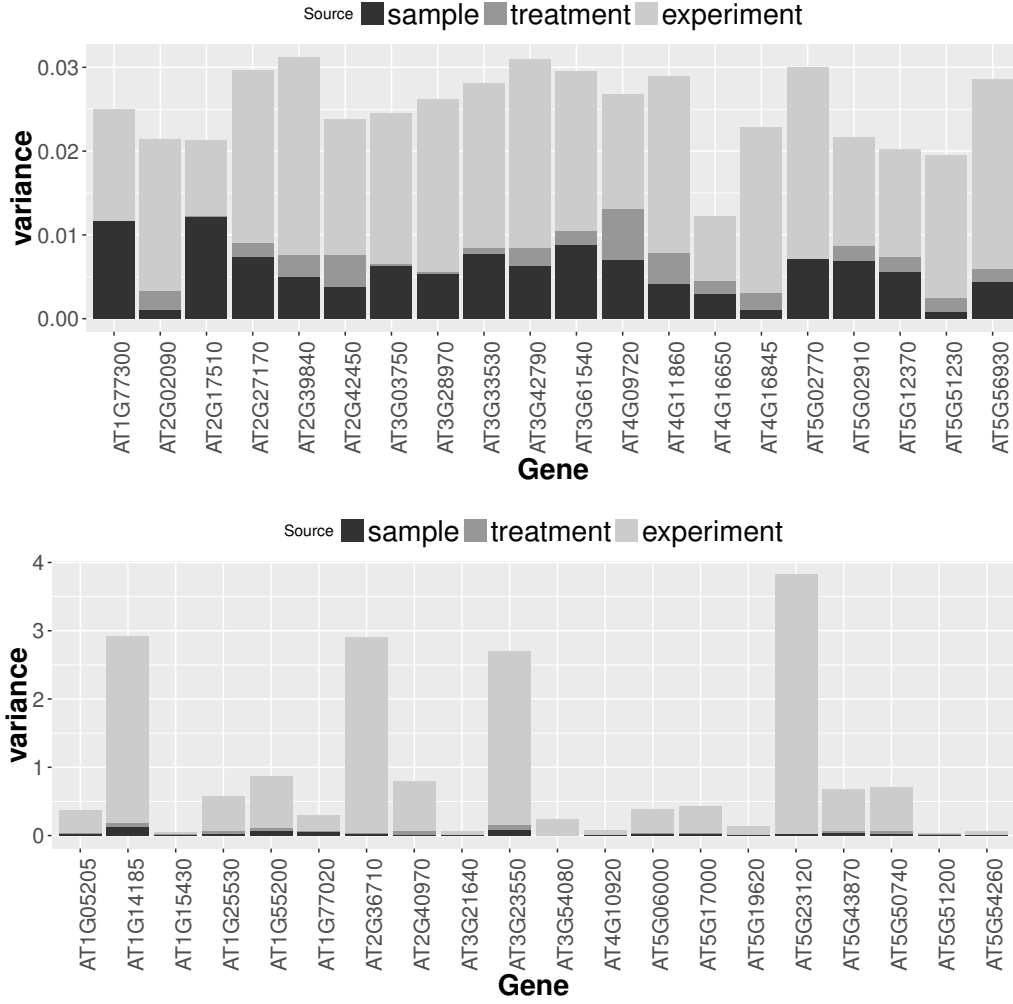 Source sample treatment experiment
variance
0.03
0.02
0.01
0.00
AT1G77300
AT2G02090
AT2G17510
AT2G27170
AT2G39840
AT2G42450
AT3G03750
AT3G28970
AT3G33530
AT3G42790
AT3G61540
AT4G09720
AT4G11860
AT4G16650
AT4G16845
AT5G02770
AT5G02910
AT5G12370
AT5G51230
AT5G56930
Gene
Source sample treatment experiment
variance
4
3
2
1
0
AT1G05205
AT1G14185
AT1G15430
AT1G25530
AT1G55200
AT1G77020
AT2G36710
AT2G40970
AT3G21640
AT3G23550
AT3G54080
AT4G10920
AT5G06000
AT5G17000
AT5G19620
AT5G23120
AT5G43870
AT5G50740
AT5G51200
AT5G54260
Gene